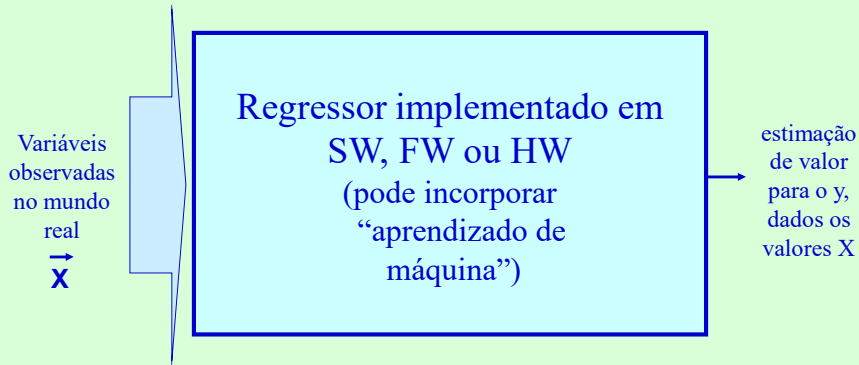 Variáveis
observadas
no mundo
real
X
Regressor implementado em
SW, FW ou HW
(pode incorporar
“aprendizado de
máquina”)
estimação
de valor
para o y,
dados os
valores X